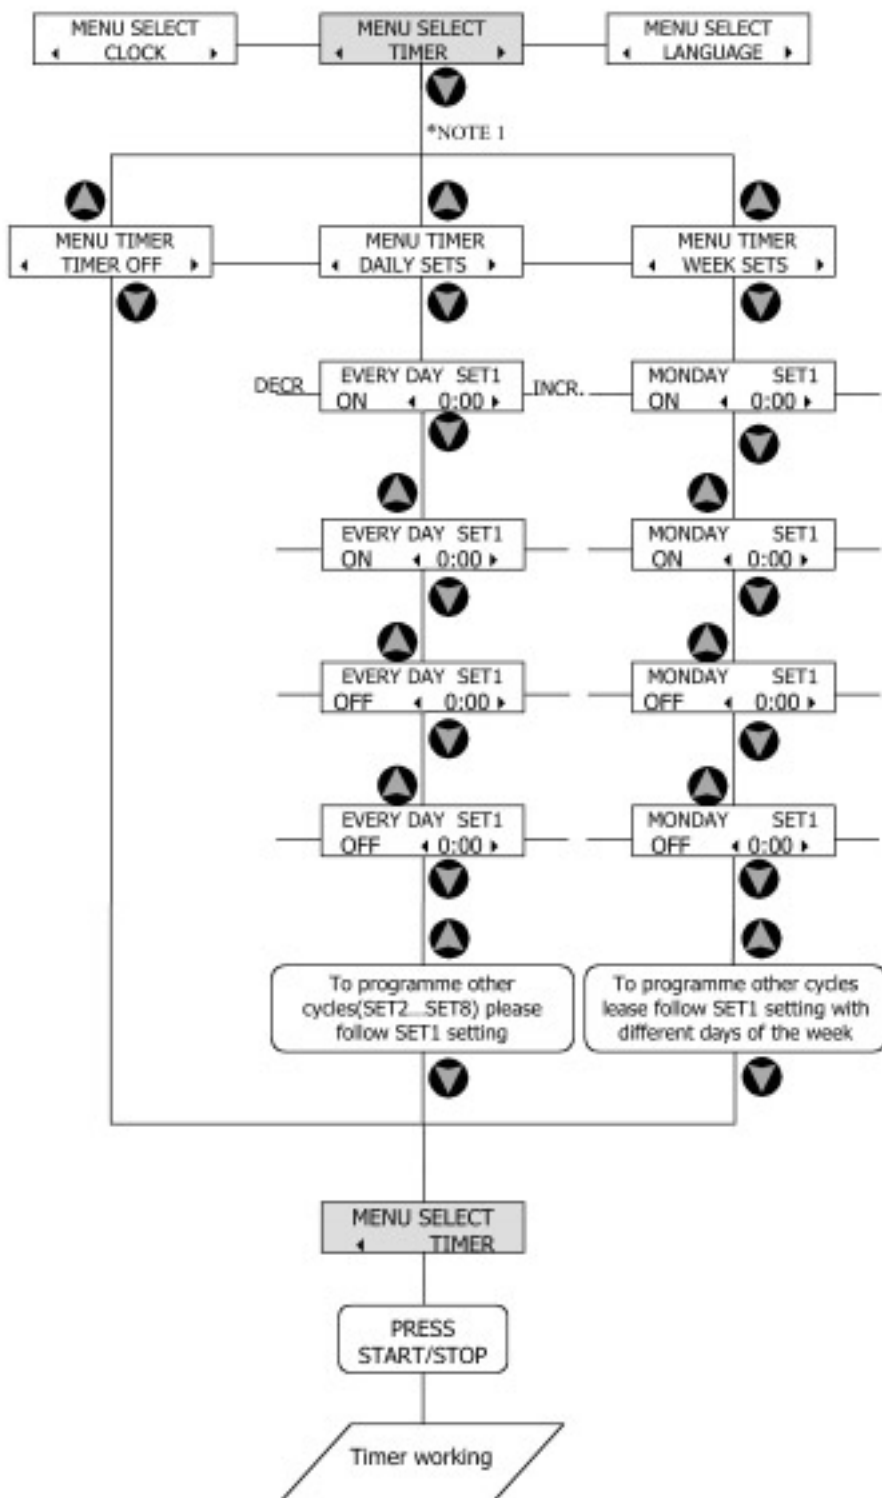 MENU SELECT
◂ CLOCK ▸
MENU SELECT
◂ TIMER ▸
MENU SELECT
◂ LANGUAGE ▸
*NOTE 1
MENU TIMER
◂ TIMER OFF ▸
MENU TIMER
◂ DAILY SETS ▸
MENU TIMER
◂ WEEK SETS ▸
DECR
EVERY DAY SET1
ON ◂ 0:00 ▸
INCR.
MONDAY SET1
ON ◂ 0:00 ▸
EVERY DAY SET1
ON ◂ 0:00 ▸
MONDAY SET1
ON ◂ 0:00 ▸
EVERY DAY SET1
OFF ◂ 0:00 ▸
MONDAY SET1
OFF ◂ 0:00 ▸
EVERY DAY SET1
OFF ◂ 0:00 ▸
MONDAY SET1
OFF ◂ 0:00 ▸
To programme other
cycles(SET2...SET8) please
follow SET1 setting
To programme other cycles
lease follow SET1 setting with
different days of the week
MENU SELECT
◂ TIMER
PRESS
START/STOP
Timer working